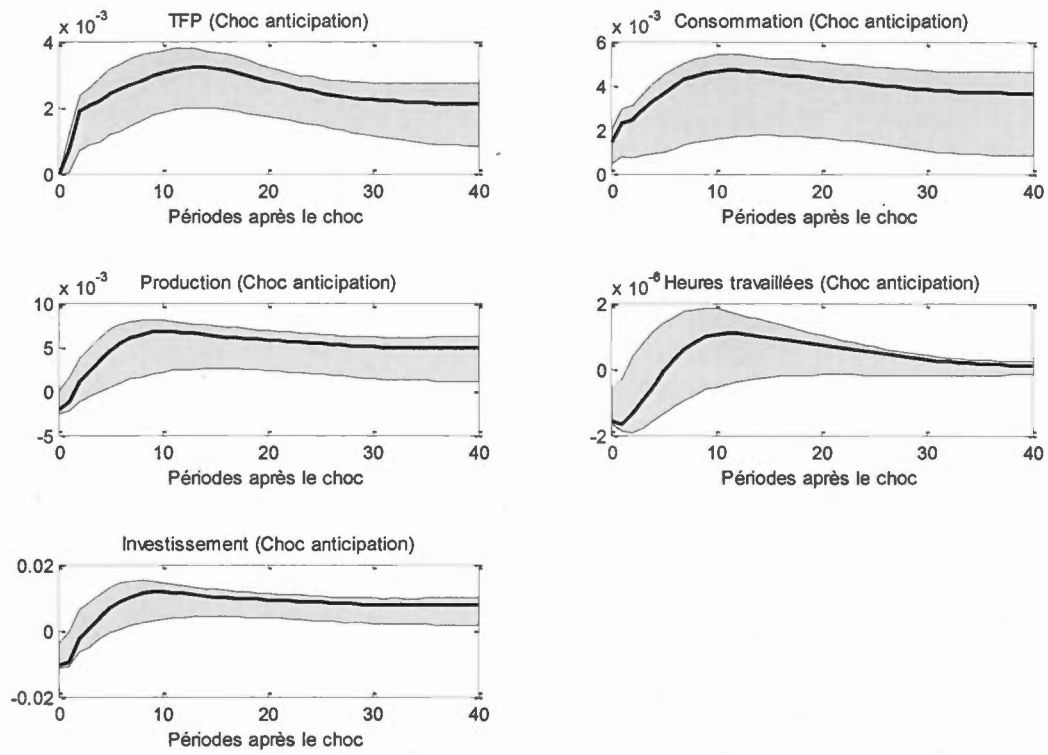 TFP (Choc anticipation)
x 10^-3
4
2
0
0 10 20 30 40
Périodes après le choc
Consommation (Choc anticipation)
x 10^-3
6
4
2
0
0 10 20 30 40
Périodes après le choc
Production (Choc anticipation)
x 10^-3
10
5
0
-5
0 10 20 30 40
Périodes après le choc
x 10^-6 Heures travaillées (Choc anticipation)
2
0
-2
0 10 20 30 40
Périodes après le choc
Investissement (Choc anticipation)
0.02
0
-0.02
0 10 20 30 40
Périodes après le choc